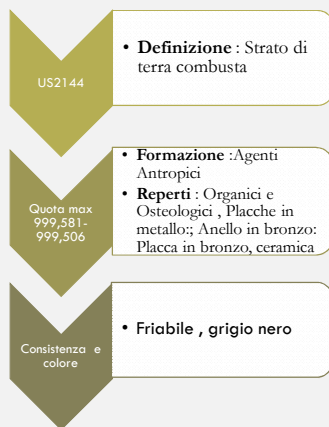 US2144
• Definizione : Strato di
terra combusta
Quota max
999,581-
999,506
• Formazione :Agenti
Antropici
• Reperti : Organici e
Osteologici , Placche in
metallo:; Anello in bronzo:
Placca in bronzo, ceramica
Consistenza e
colore
• Friabile , grigio nero